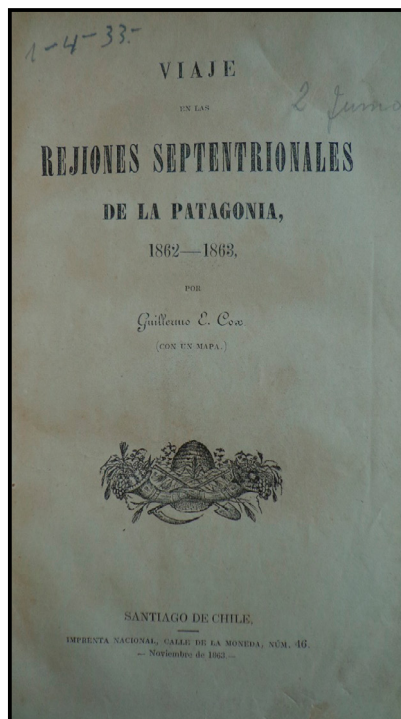 1-4-33-
VIAJE
2 Jumo
EN LAS
REJIONES SEPTENTRIONALES
DE LA PATAGONIA,
1862—1863.
POR
Guillermo E. Cox
(CON UN MAPA.)
SANTIAGO DE CHILE.
IMPRENTA NACIONAL, CALLE DE LA MONEDA, NÚM. 46.
— Noviembre de 1863 —